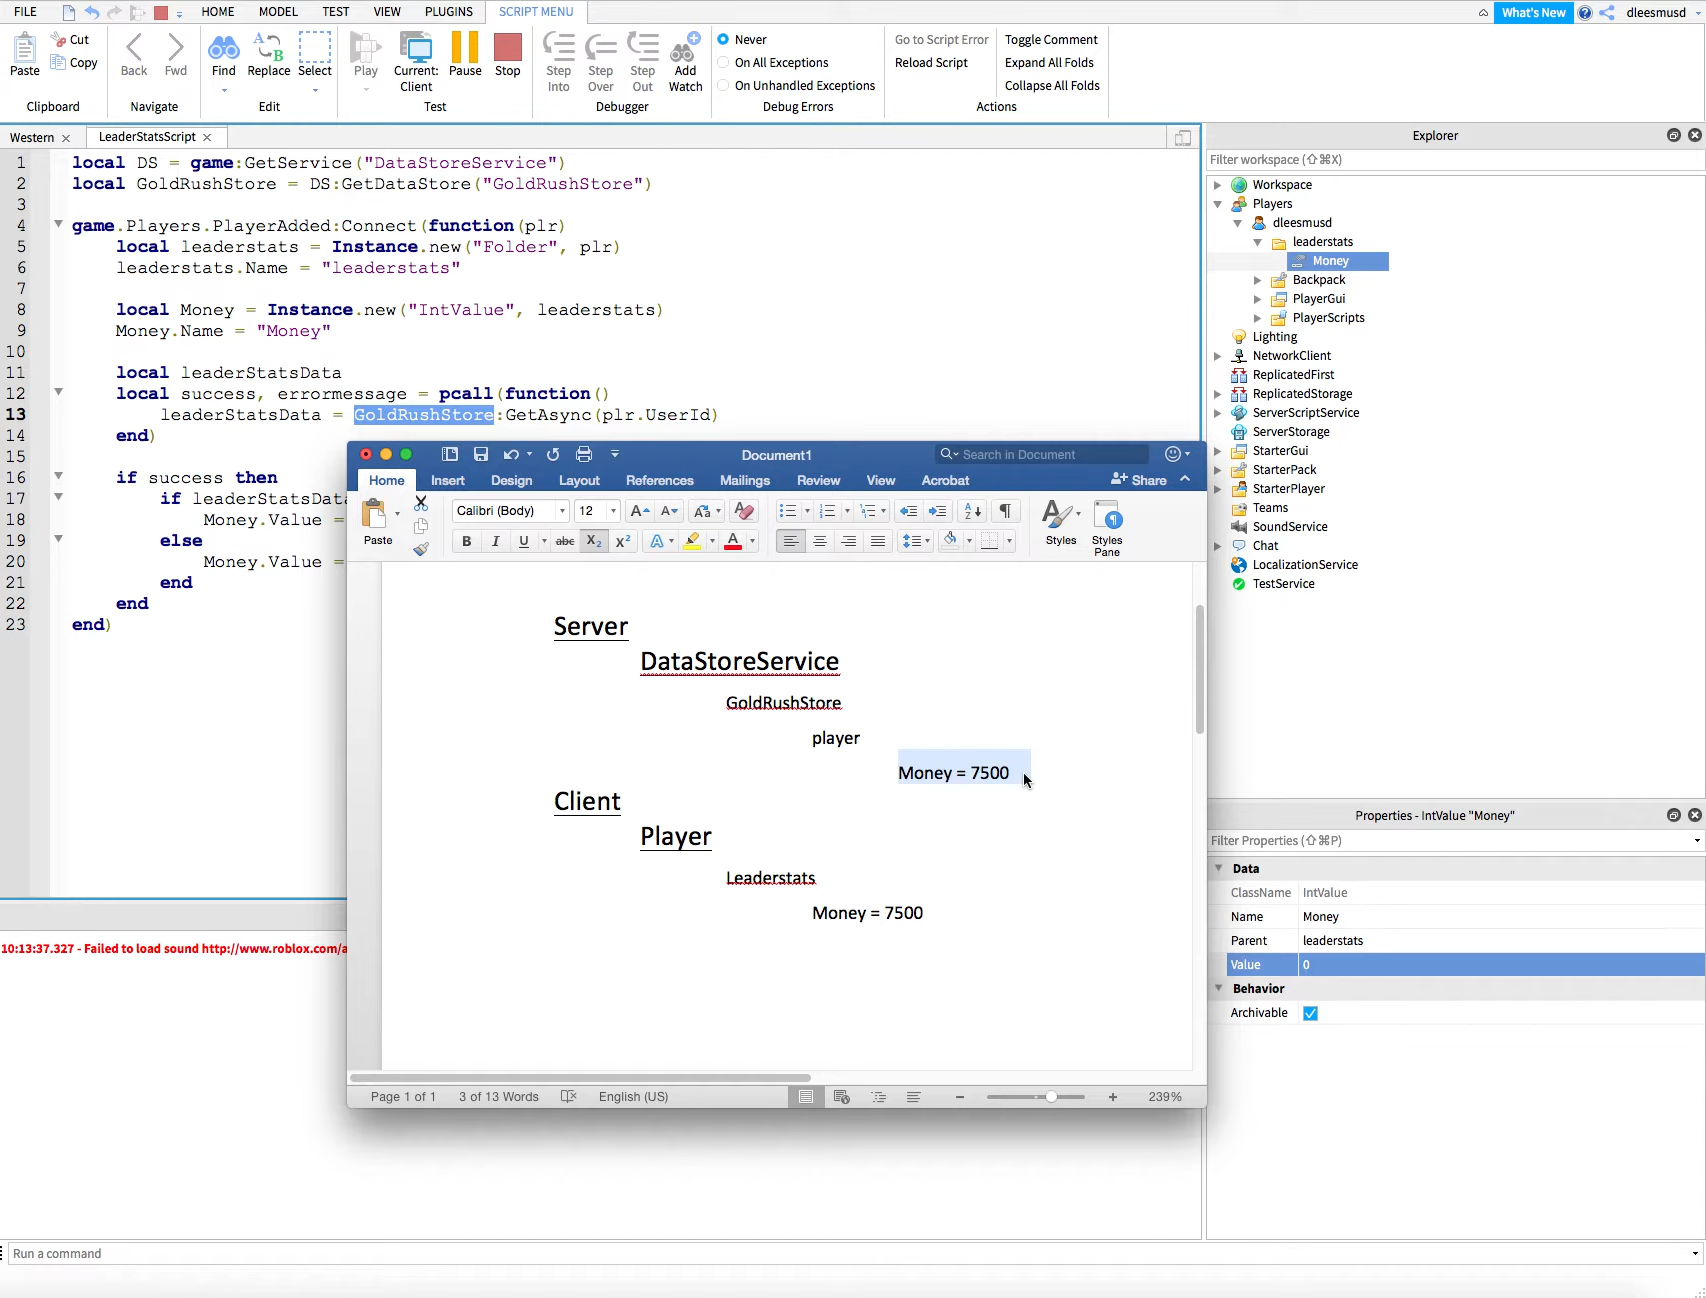 FILE HOME MODEL TEST VIEW PLUGINS SCRIPT MENU What's New dleesmusd
Paste Cut Copy Clipboard
Back Fwd Navigate
Find Replace Select Edit
Play Current: Client Pause Stop Test
Step Into Step Over Step Out Add Watch Debugger
Never
On All Exceptions
On Unhandled Exceptions
Debug Errors
Go to Script Error Toggle Comment
Reload Script Expand All Folds
Collapse All Folds
Actions
Western LeaderStatsScript
1 local DS = game:GetService("DataStoreService")
2 local GoldRushStore = DS:GetDataStore("GoldRushStore")
3
4 game.Players.PlayerAdded:Connect(function(plr)
5 local leaderstats = Instance.new("Folder", plr)
6 leaderstats.Name = "leaderstats"
7
8 local Money = Instance.new("IntValue", leaderstats)
9 Money.Name = "Money"
10
11 local leaderStatsData
12 local success, errormessage = pcall(function()
13 leaderStatsData = GoldRushStore:GetAsync(plr.UserId)
14 end)
15
16 if success then
17 if leaderStatsData
18 Money.Value =
19 else
20 Money.Value =
21 end
22 end
23 end)
10:13:37.327 - Failed to load sound http://www.roblox.com/a
Run a command
Document1 Search in Document
Home Insert Design Layout References Mailings Review View Acrobat Share
Paste Calibri (Body) 12 Styles Styles Pane
B I U abc X2 X2 A A
Server
DataStoreService
GoldRushStore
player
Money = 7500
Client
Player
Leaderstats
Money = 7500
Page 1 of 1 3 of 13 Words English (US) 239%
Explorer
Filter workspace (⇧⌘X)
Workspace
Players
dleesmusd
leaderstats
Money
Backpack
PlayerGui
PlayerScripts
Lighting
NetworkClient
ReplicatedFirst
ReplicatedStorage
ServerScriptService
ServerStorage
StarterGui
StarterPack
StarterPlayer
Teams
SoundService
Chat
LocalizationService
TestService
Properties - IntValue "Money"
Filter Properties (⇧⌘P)
Data
ClassName IntValue
Name Money
Parent leaderstats
Value 0
Behavior
Archivable